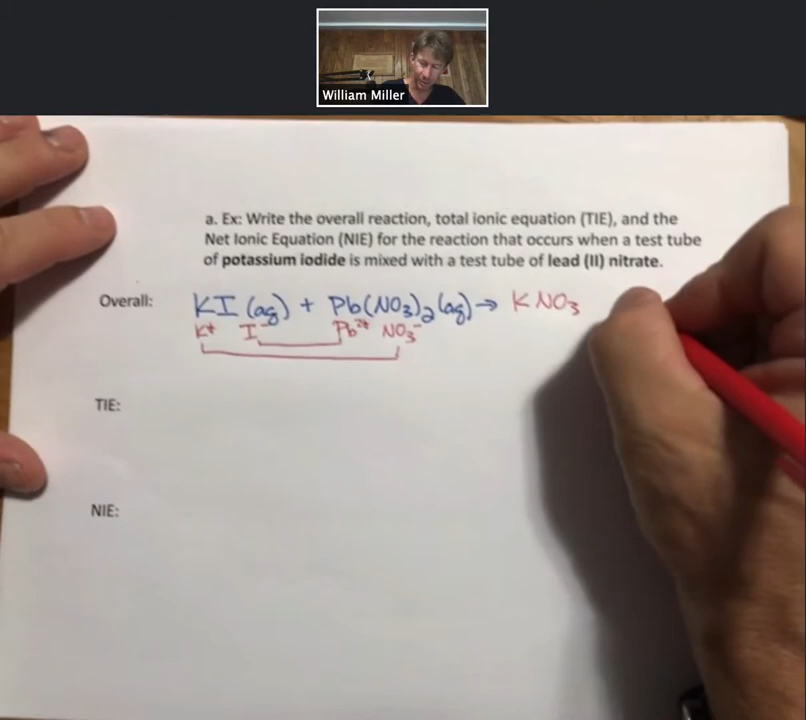 William Miller
a. Ex: Write the overall reaction, total ionic equation (TIE), and the
Net Ionic Equation (NIE) for the reaction that occurs when a test tube
of potassium iodide is mixed with a test tube of lead (II) nitrate.
Overall: KI (aq) + Pb(NO₃)₂ (aq) → KNO₃
K⁺ I⁻ Pb²⁺ NO₃⁻
TIE:
NIE: